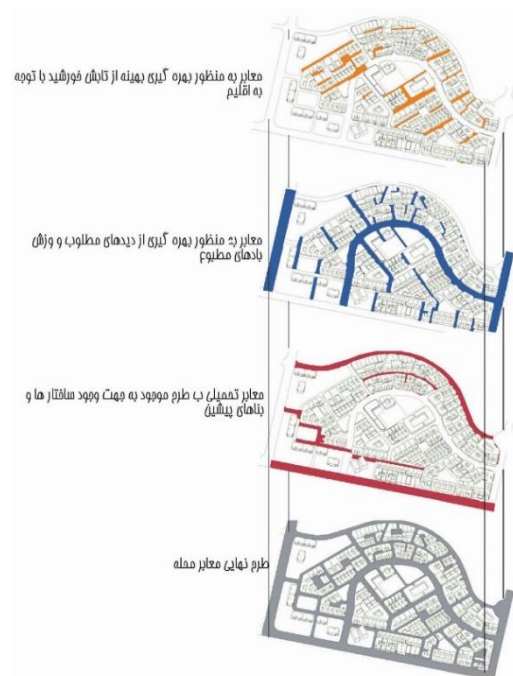 معابر به منظور بهره گیری بهینه از تابش خورشید با توجه
به اقلیم
معابر به منظور بهره گیری از دیدهای مطلوب و وزش
بادهای مطبوع
معابر تحمیلی ب طرح موجود به جهت وجود ساختار ها و
بناهای پیشین
طرح نهایی معابر محله